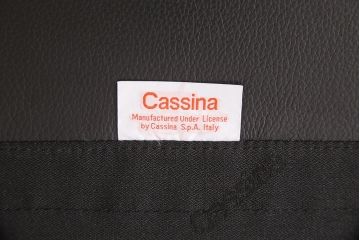 Cassina
Manufactured Under License
by Cassina S.p.A. Italy